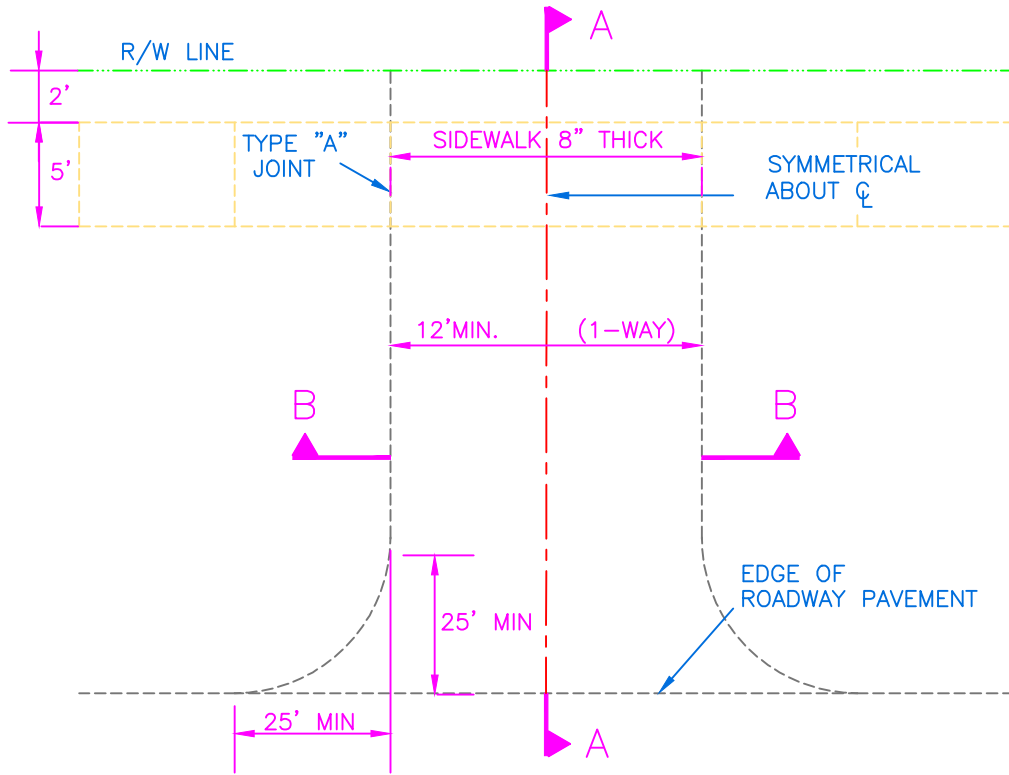 A
R/W LINE
2'
TYPE "A"
JOINT
SIDEWALK 8" THICK
5'
SYMMETRICAL
ABOUT ℄
12'MIN. (1-WAY)
B
B
EDGE OF
ROADWAY PAVEMENT
25' MIN
25' MIN
A